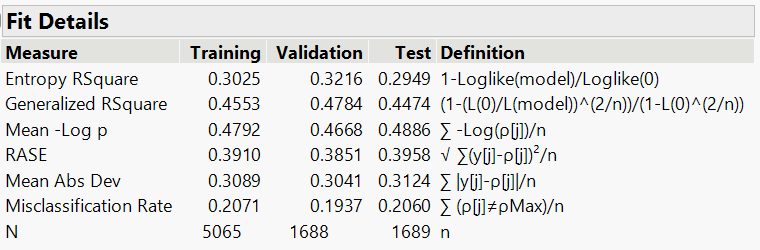 Fit Details
Measure Training Validation Test Definition
Entropy RSquare 0.3025 0.3216 0.2949 1-Loglike(model)/Loglike(0)
Generalized RSquare 0.4553 0.4784 0.4474 (1-(L(0)/L(model))^(2/n))/(1-L(0)^(2/n))
Mean -Log p 0.4792 0.4668 0.4886 ∑ -Log(ρ[j])/n
RASE 0.3910 0.3851 0.3958 √ ∑(y[j]-ρ[j])²/n
Mean Abs Dev 0.3089 0.3041 0.3124 ∑ |y[j]-ρ[j]|/n
Misclassification Rate 0.2071 0.1937 0.2060 ∑ (ρ[j]≠ρMax)/n
N 5065 1688 1689 n